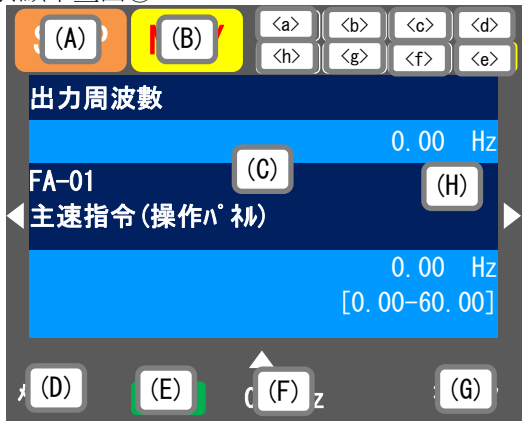 (A) (B) <a> <b> <c> <d>
<h> <g> <f> <e>
出力周波數
0.00 Hz
(C) (H)
FA-01
主速指令(操作ﾊﾟﾈﾙ)
0.00 Hz
[0.00-60.00]
(D) (E) (F) z (G)